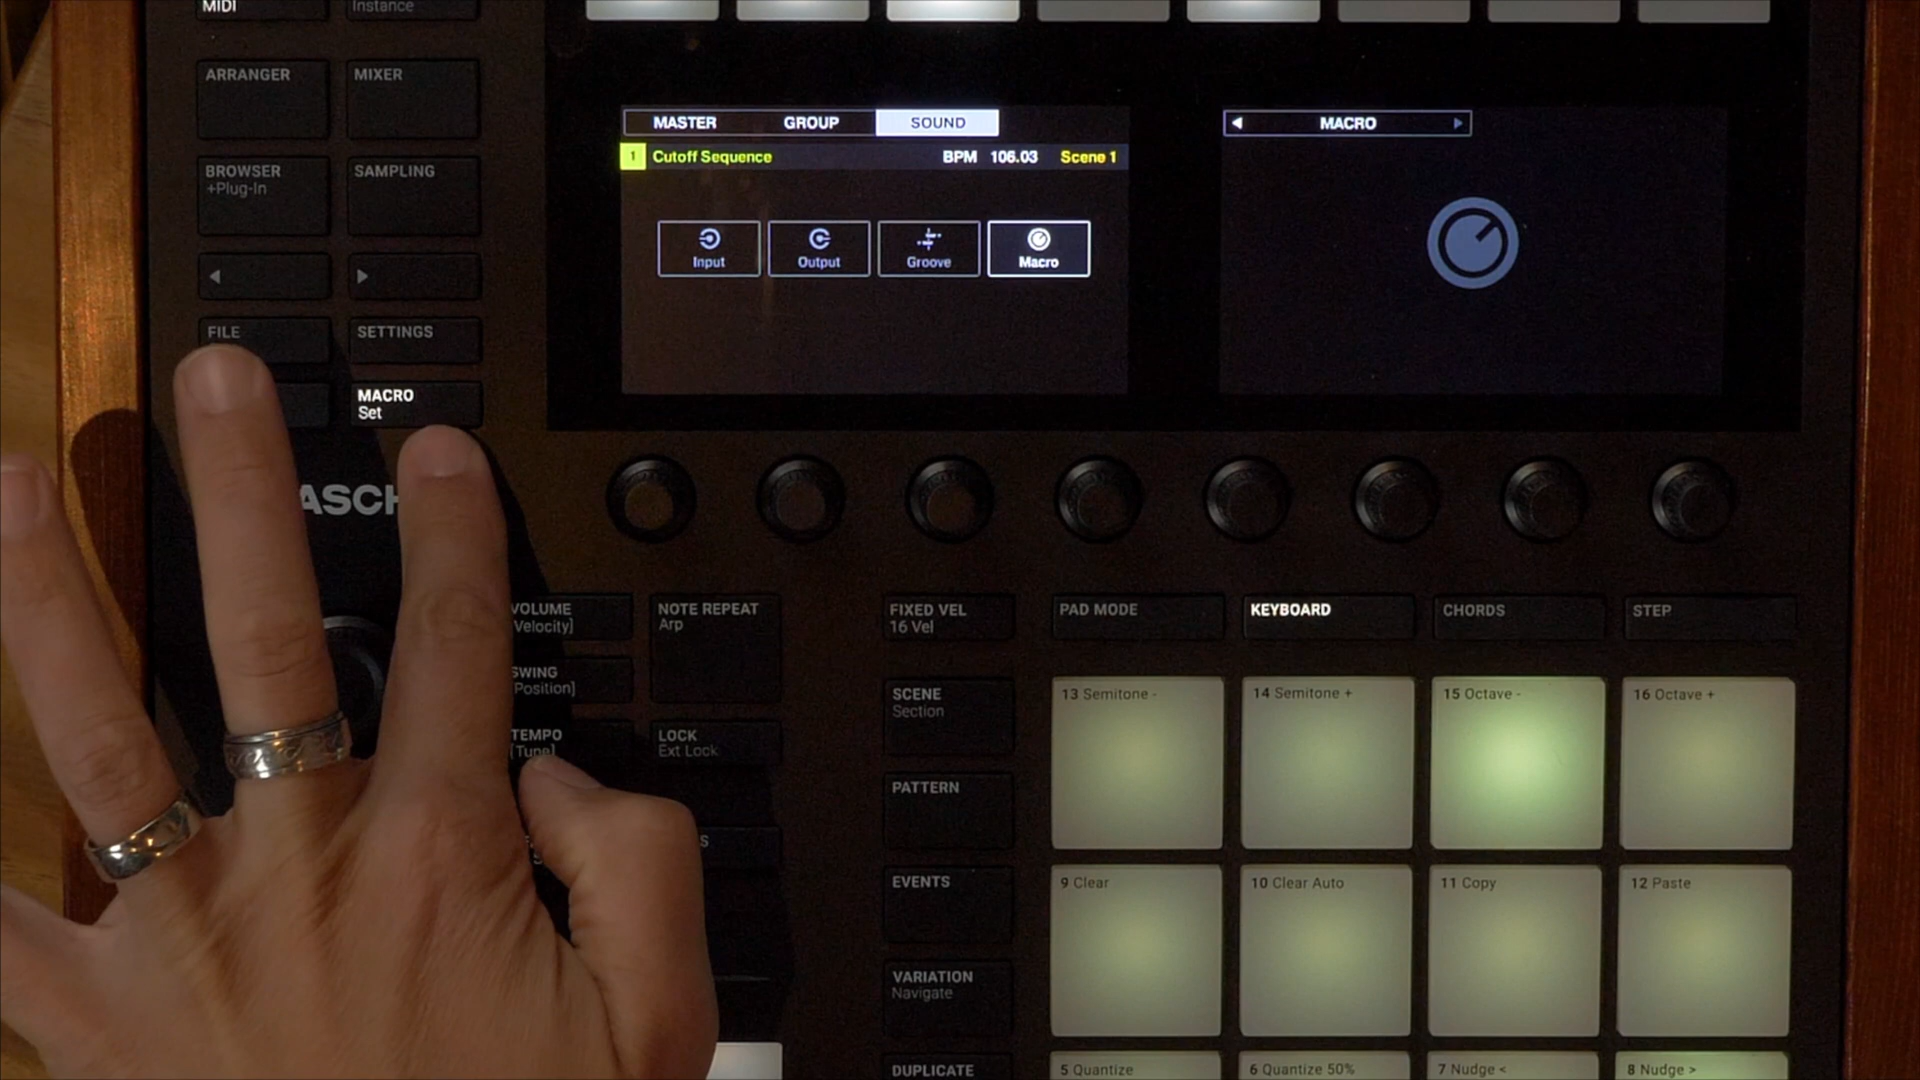 MIDI
Instance
ARRANGER
MIXER
BROWSER
+Plug-In
SAMPLING
FILE
SETTINGS
MACRO
Set
ASCH
MASTER
GROUP
SOUND
1
Cutoff Sequence
BPM 106.03
Scene 1
Input
Output
Groove
Macro
MACRO
VOLUME
Velocity]
SWING
Position]
TEMPO
[Tune]
NOTE REPEAT
Arp
LOCK
Ext Lock
S
FIXED VEL
16 Vel
SCENE
Section
PATTERN
EVENTS
VARIATION
Navigate
DUPLICATE
PAD MODE
KEYBOARD
CHORDS
STEP
13 Semitone -
14 Semitone +
15 Octave -
16 Octave +
9 Clear
10 Clear Auto
11 Copy
12 Paste
5 Quantize
6 Quantize 50%
7 Nudge <
8 Nudge >